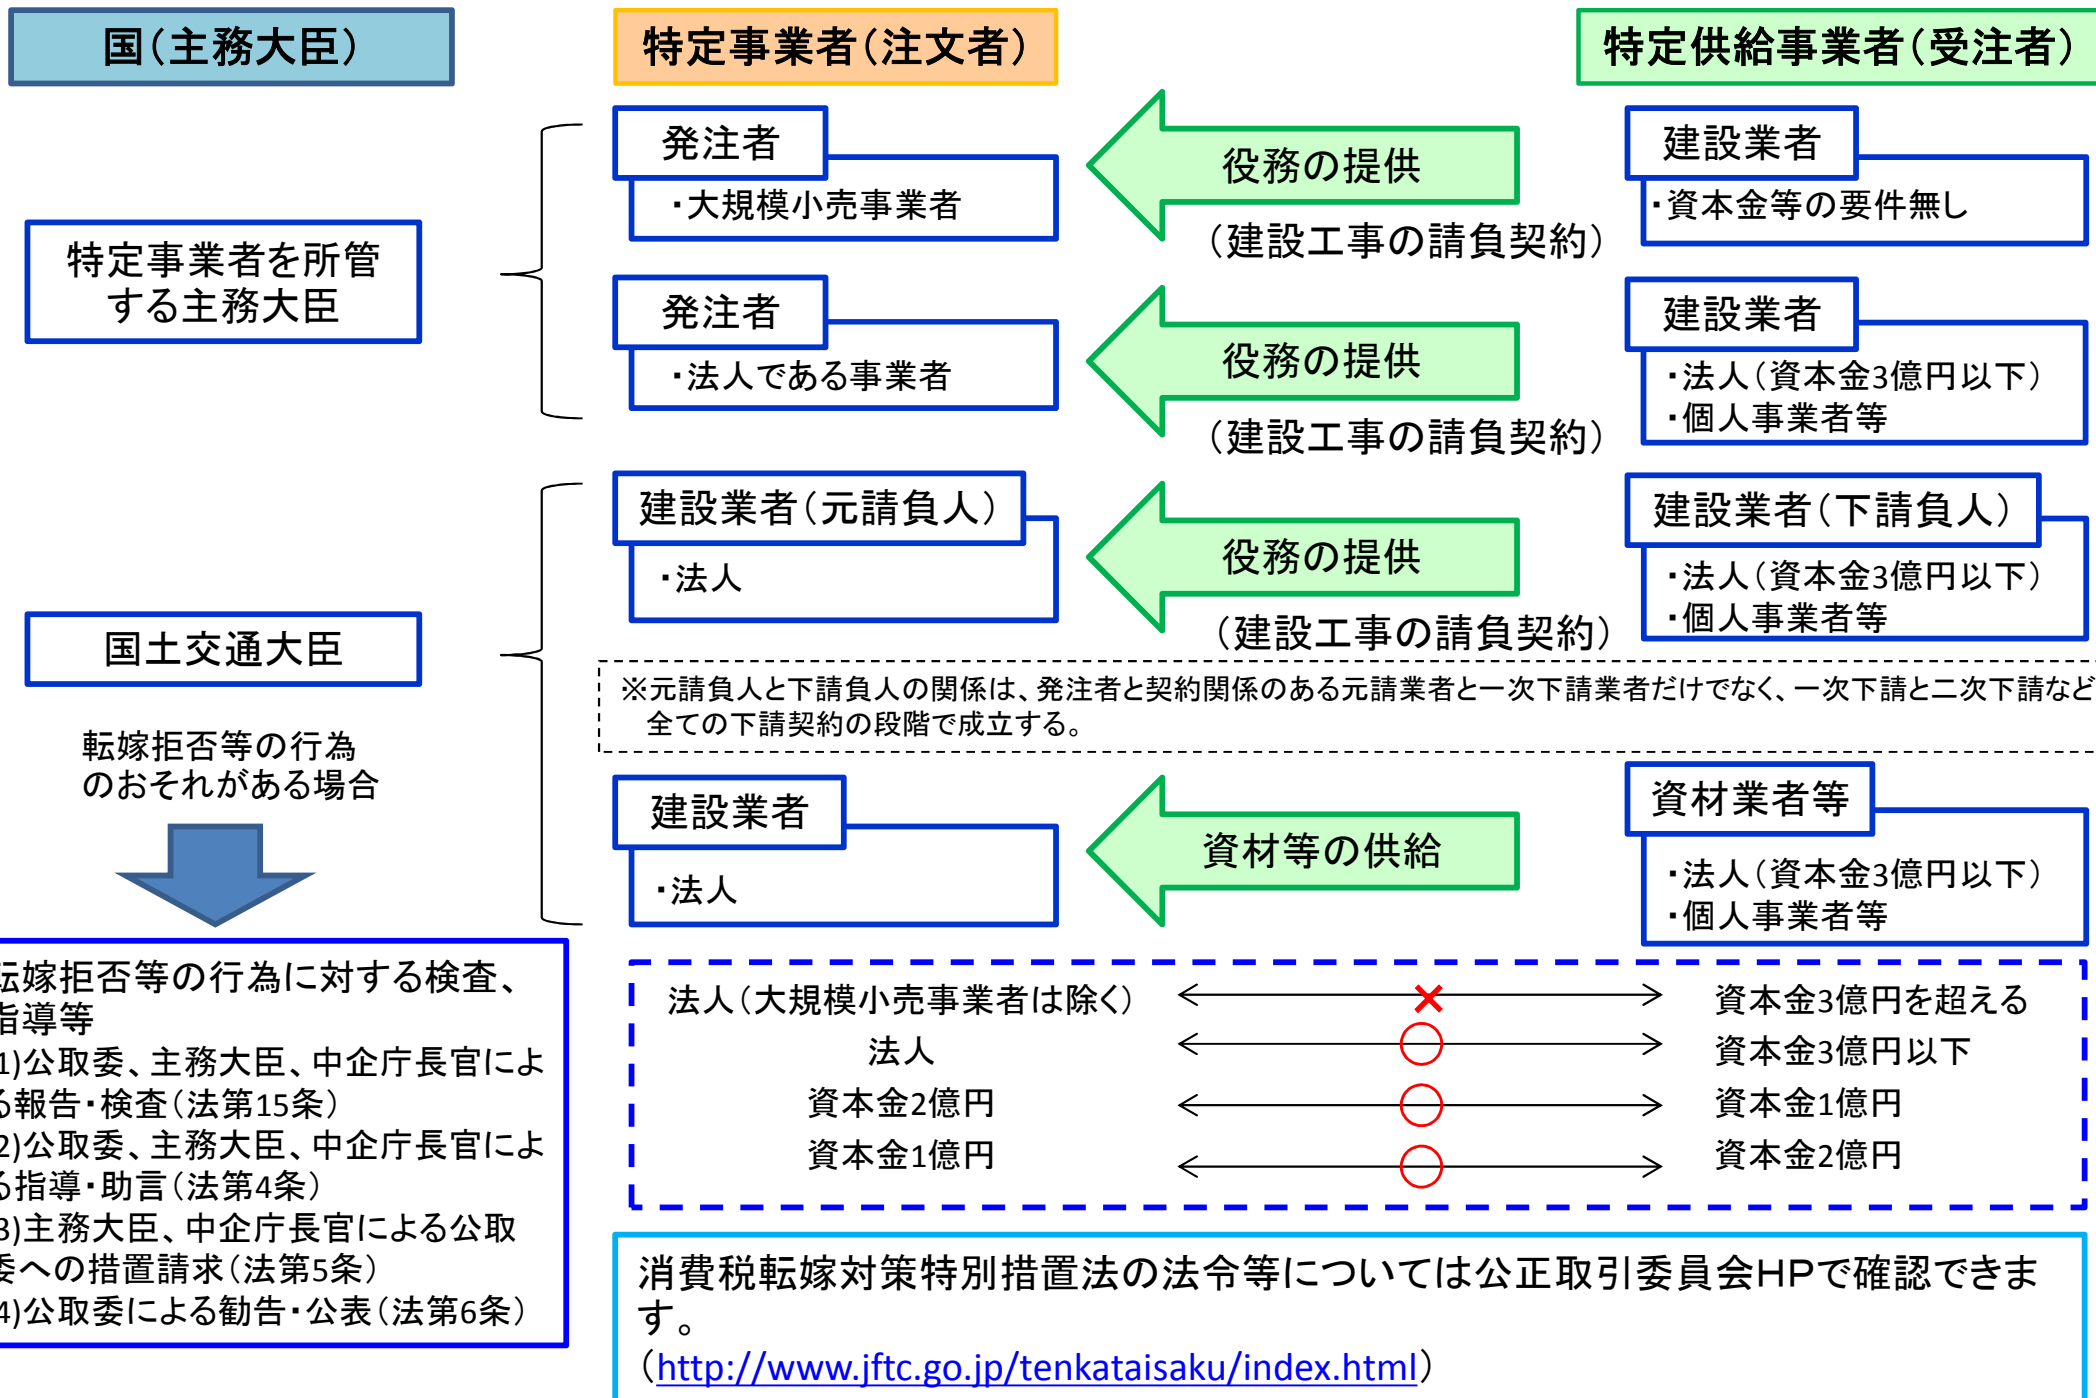 国(主務大臣)
特定事業者(注文者)
特定供給事業者(受注者)
特定事業者を所管
する主務大臣
発注者
・大規模小売事業者
役務の提供
(建設工事の請負契約)
建設業者
・資本金等の要件無し
発注者
・法人である事業者
役務の提供
(建設工事の請負契約)
建設業者
・法人(資本金3億円以下)
・個人事業者等
国土交通大臣
建設業者(元請負人)
・法人
役務の提供
(建設工事の請負契約)
建設業者(下請負人)
・法人(資本金3億円以下)
・個人事業者等
※元請負人と下請負人の関係は、発注者と契約関係のある元請業者と一次下請業者だけでなく、一次下請と二次下請など
全ての下請契約の段階で成立する。
建設業者
・法人
資材等の供給
資材業者等
・法人(資本金3億円以下)
・個人事業者等
転嫁拒否等の行為
のおそれがある場合
転嫁拒否等の行為に対する検査、
指導等
1)公取委、主務大臣、中企庁長官によ
る報告・検査(法第15条)
2)公取委、主務大臣、中企庁長官によ
る指導・助言(法第4条)
3)主務大臣、中企庁長官による公取
委への措置請求(法第5条)
4)公取委による勧告・公表(法第6条)
法人(大規模小売事業者は除く) × 資本金3億円を超える
法人 ○ 資本金3億円以下
資本金2億円 ○ 資本金1億円
資本金1億円 ○ 資本金2億円
消費税転嫁対策特別措置法の法令等については公正取引委員会HPで確認できま
す。
(http://www.jftc.go.jp/tenkataisaku/index.html)